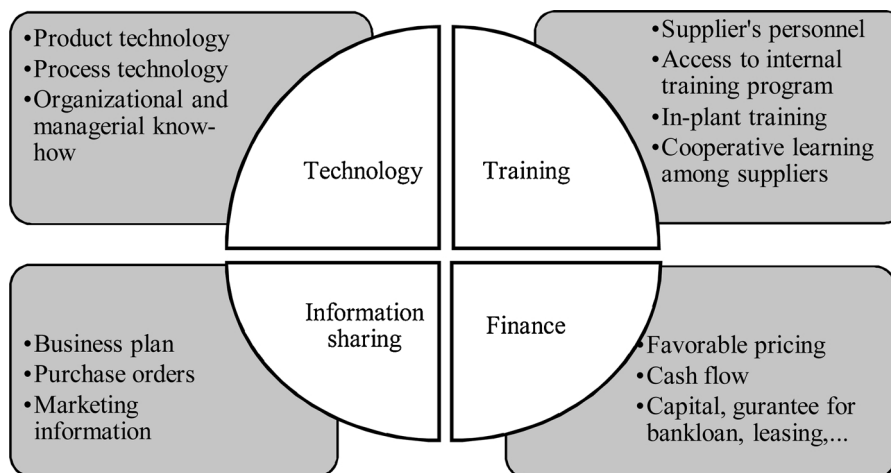 •Product technology
•Process technology
•Organizational and
managerial know-
how
Technology
•Supplier's personnel
•Access to internal
training program
•In-plant training
•Cooperative learning
among suppliers
Training
•Business plan
•Purchase orders
•Marketing
information
Information
sharing
Finance
•Favorable pricing
•Cash flow
•Capital, gurantee for
bankloan, leasing,...